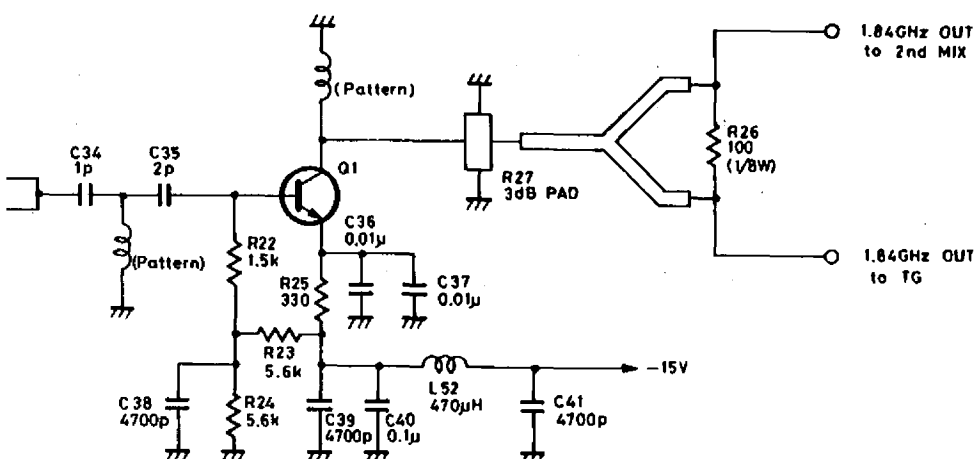 1.84GHz OUT
to 2nd MIX
(Pattern)
C34
1p
C35
2p
Q1
R26
100
(1/8W)
R27
3dB PAD
C36
0.01μ
R22
1.5k
(Pattern)
R25
330
C37
0.01μ
1.84GHz OUT
to TG
R23
5.6k
-15V
L52
470μH
C38
4700p
R24
5.6k
C39
4700p
C40
0.1μ
C41
4700p